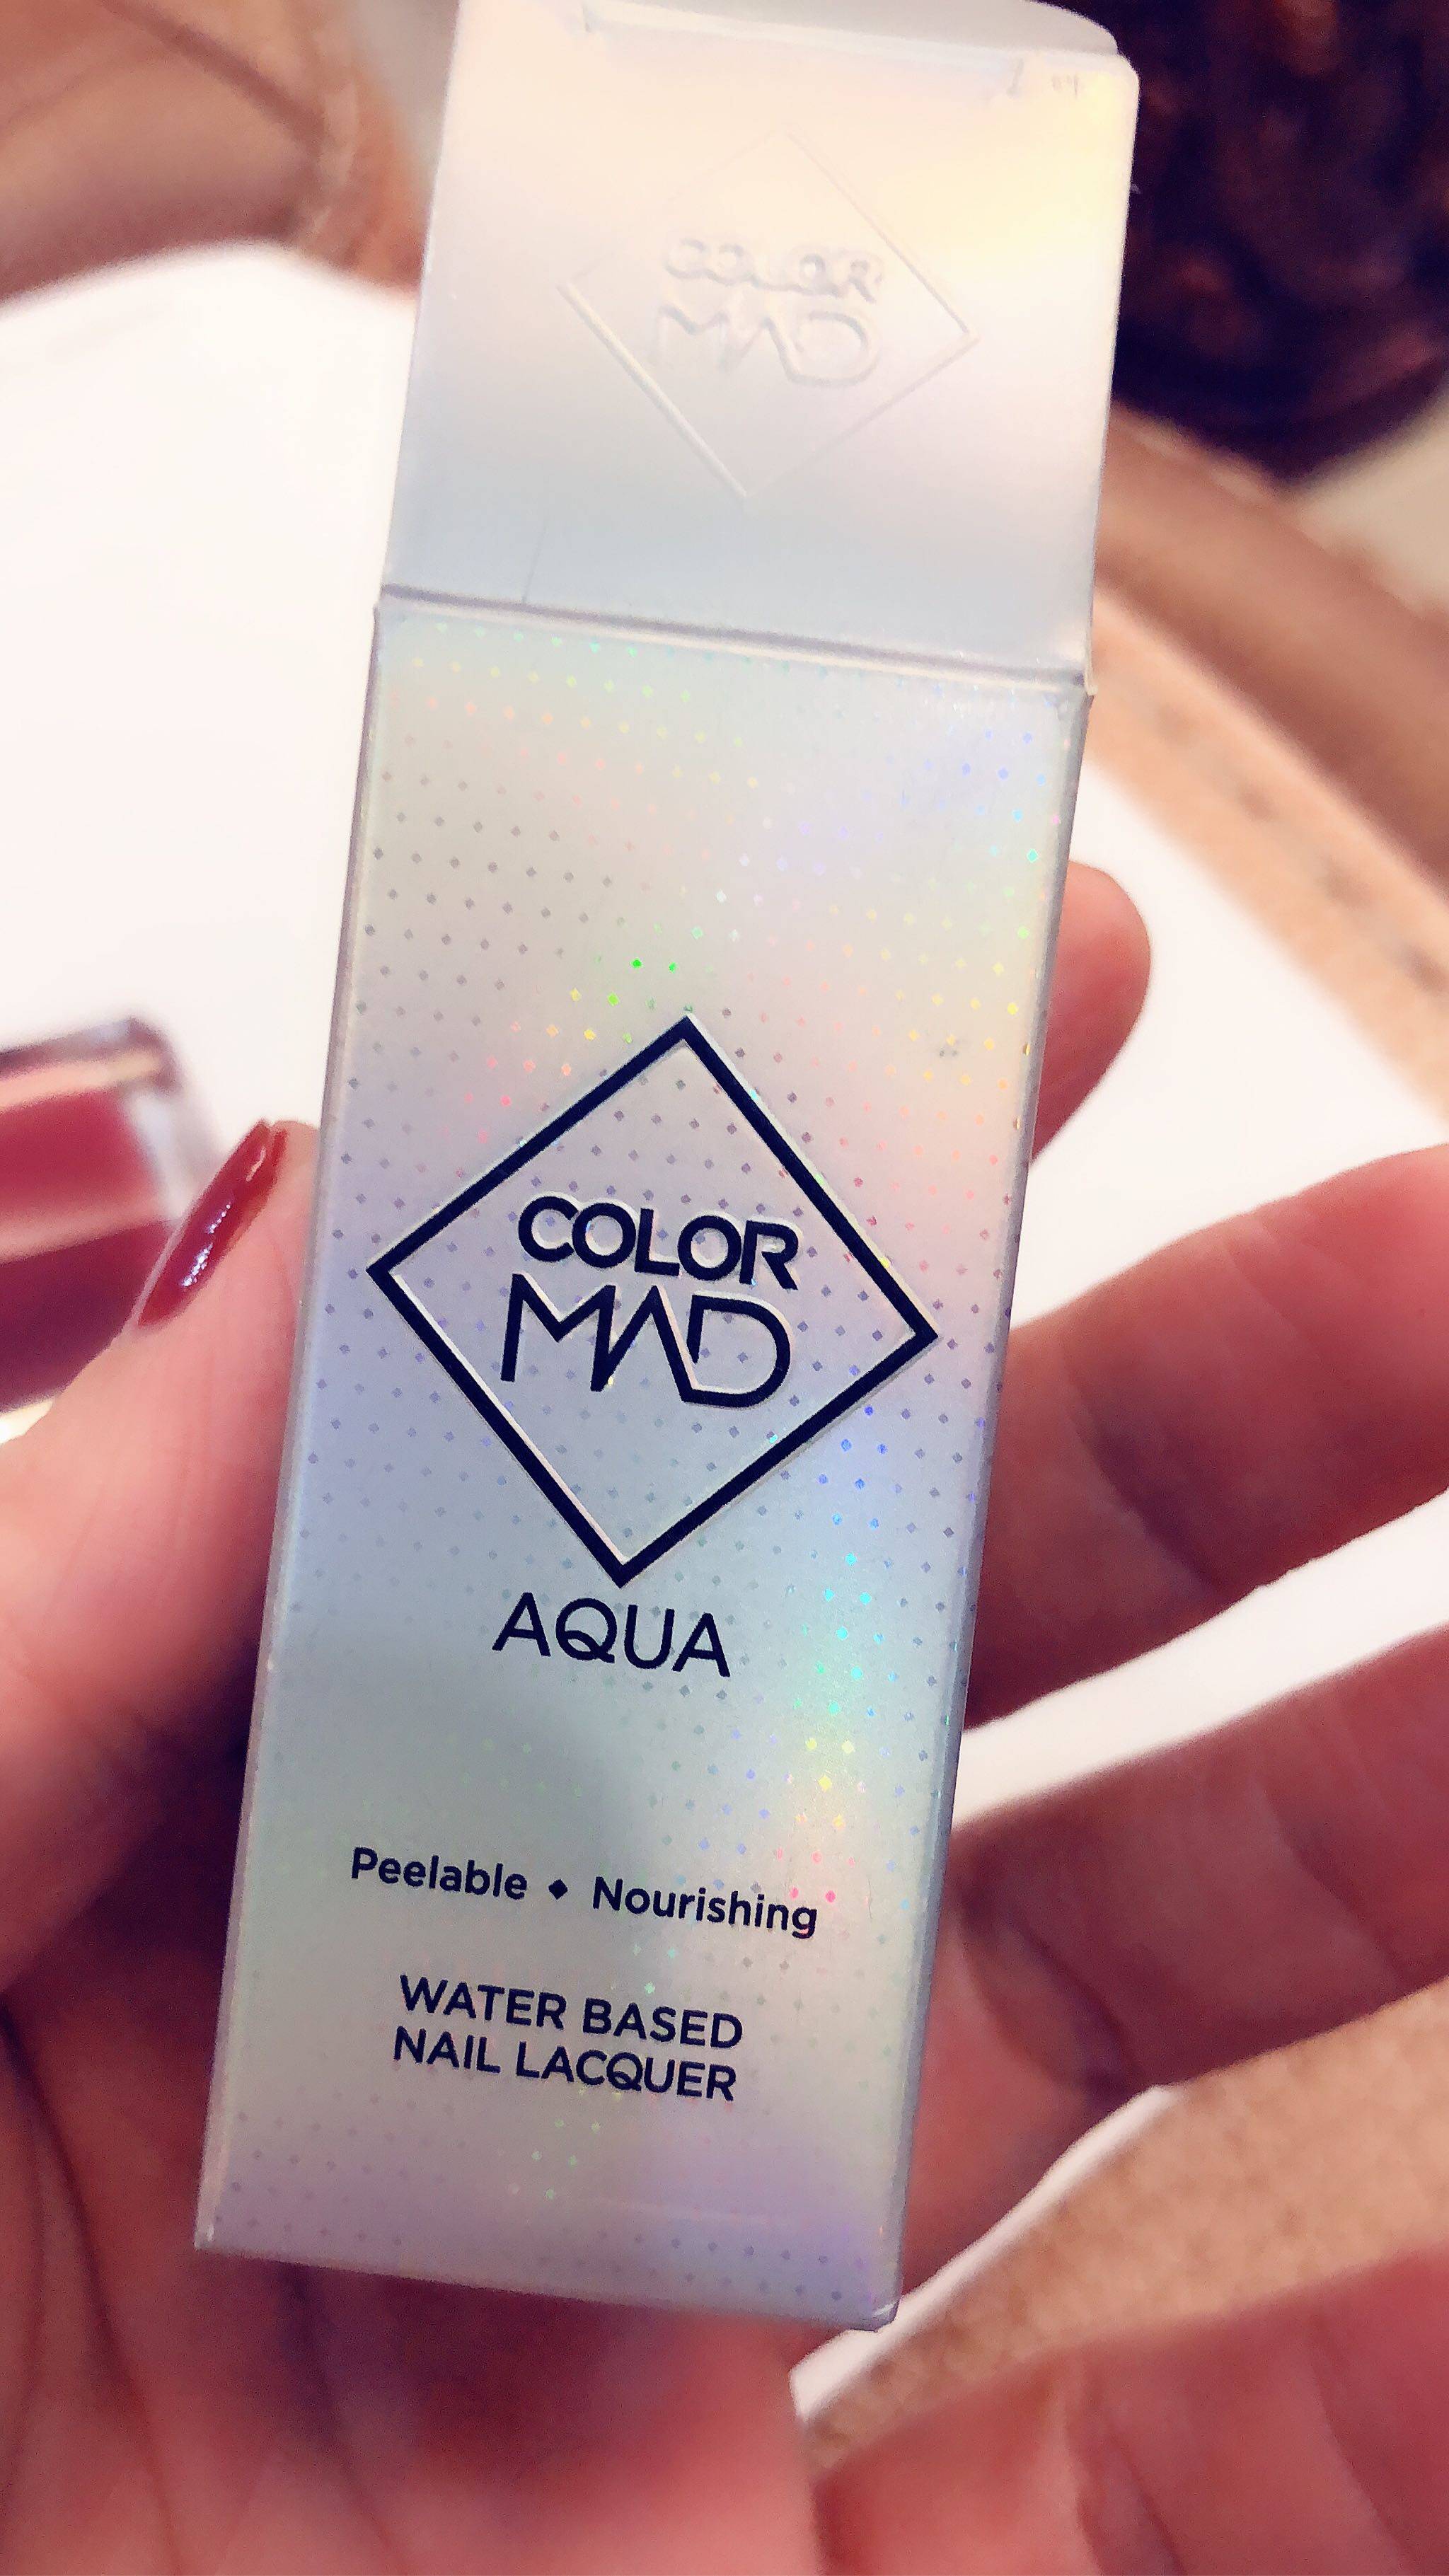 COLOR
MAD
COLOR
MAD
AQUA
Peelable ◆ Nourishing
WATER BASED
NAIL LACQUER